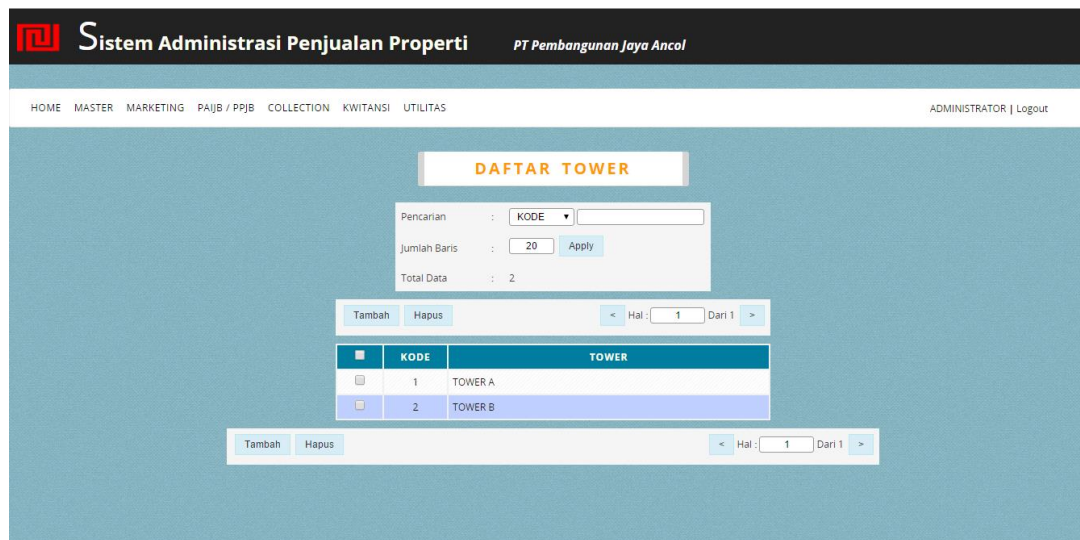 Sistem Administrasi Penjualan Properti PT Pembangunan Jaya Ancol
HOME MASTER MARKETING PAIJB / PPJB COLLECTION KWITANSI UTILITAS ADMINISTRATOR | Logout
DAFTAR TOWER
Pencarian : KODE
Jumlah Baris : 20 Apply
Total Data : 2
Tambah Hapus < Hal : 1 Dari 1 >
KODE TOWER
1 TOWER A
2 TOWER B
Tambah Hapus < Hal : 1 Dari 1 >